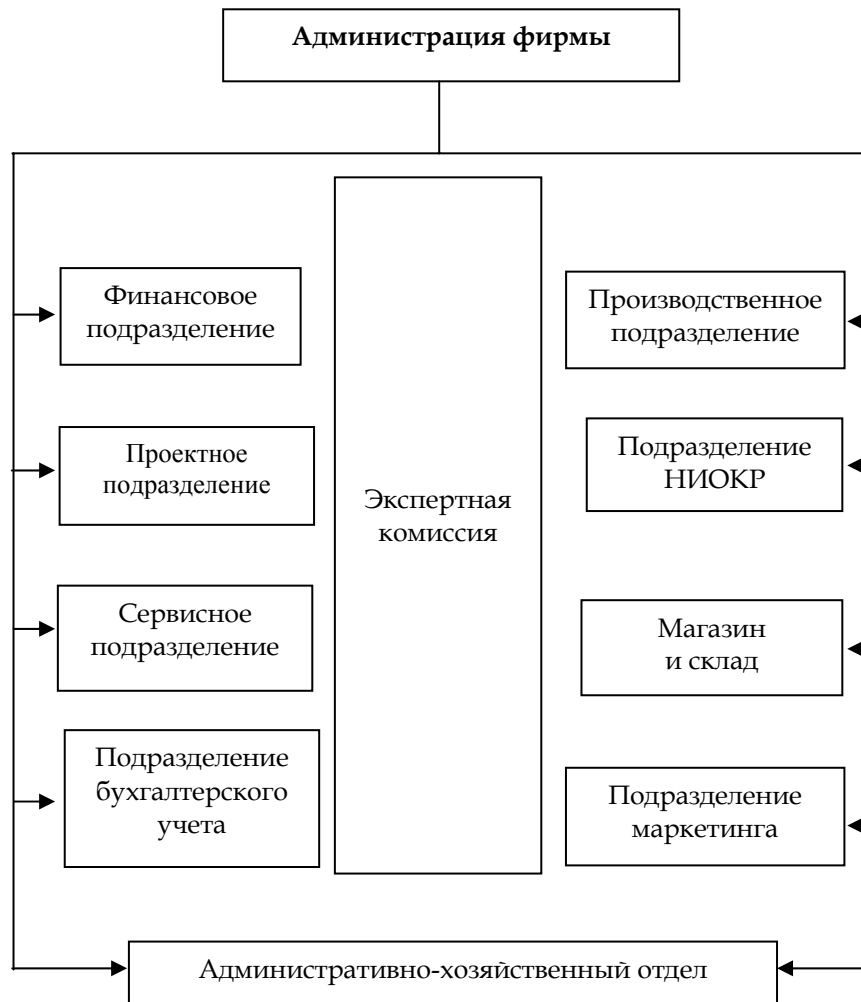 Администрация фирмы
Финансовое
подразделение
Проектное
подразделение
Сервисное
подразделение
Подразделение
бухгалтерского
учета
Экспертная
комиссия
Производственное
подразделение
Подразделение
НИОКР
Магазин
и склад
Подразделение
маркетинга
Административно-хозяйственный отдел